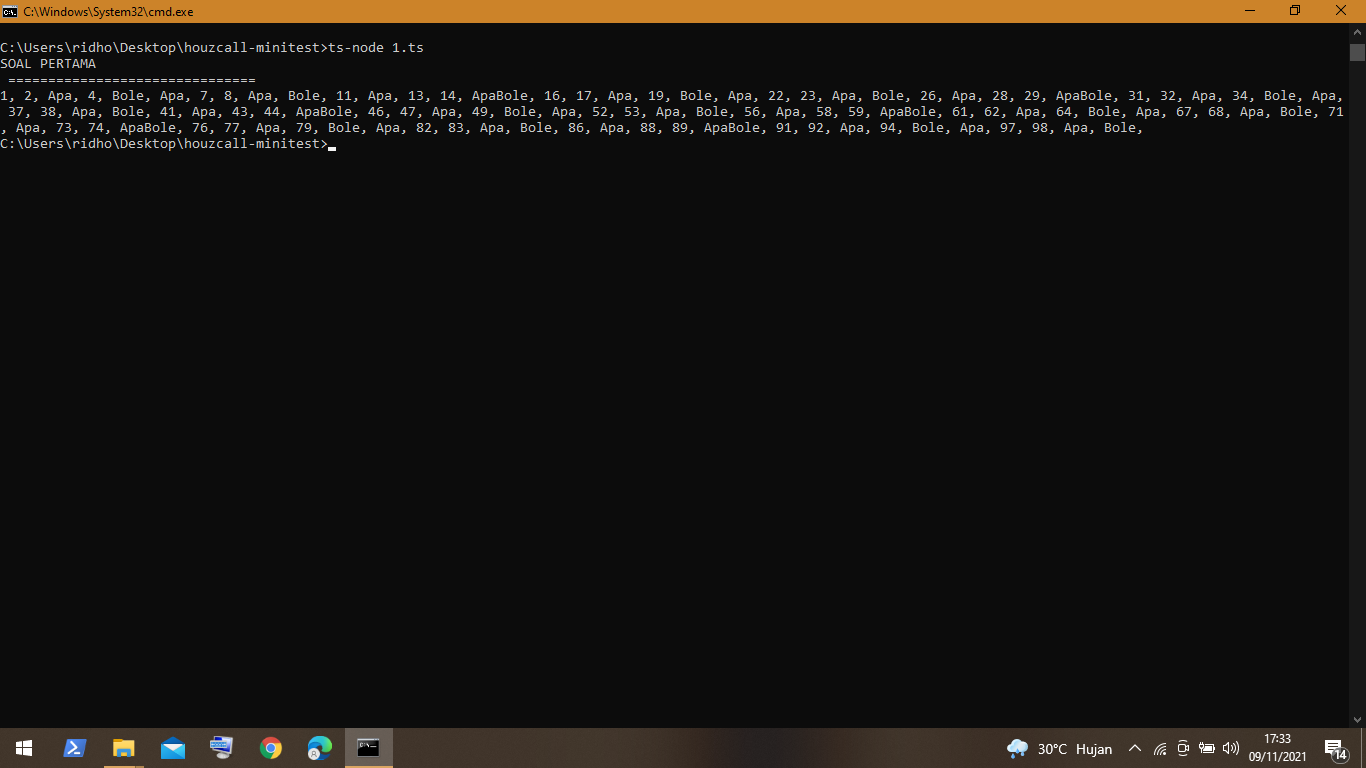 C:\Windows\System32\cmd.exe
C:\Users\ridho\Desktop\houzcall-minitest>ts-node 1.ts
SOAL PERTAMA
===============================
1, 2, Apa, 4, Bole, Apa, 7, 8, Apa, Bole, 11, Apa, 13, 14, ApaBole, 16, 17, Apa, 19, Bole, Apa, 22, 23, Apa, Bole, 26, Apa, 28, 29, ApaBole, 31, 32, Apa, 34, Bole, Apa,
37, 38, Apa, Bole, 41, Apa, 43, 44, ApaBole, 46, 47, Apa, 49, Bole, Apa, 52, 53, Apa, Bole, 56, Apa, 58, 59, ApaBole, 61, 62, Apa, 64, Bole, Apa, 67, 68, Apa, Bole, 71
, Apa, 73, 74, ApaBole, 76, 77, Apa, 79, Bole, Apa, 82, 83, Apa, Bole, 86, Apa, 88, 89, ApaBole, 91, 92, Apa, 94, Bole, Apa, 97, 98, Apa, Bole,
C:\Users\ridho\Desktop\houzcall-minitest>
30°C Hujan
17:33
09/11/2021
14